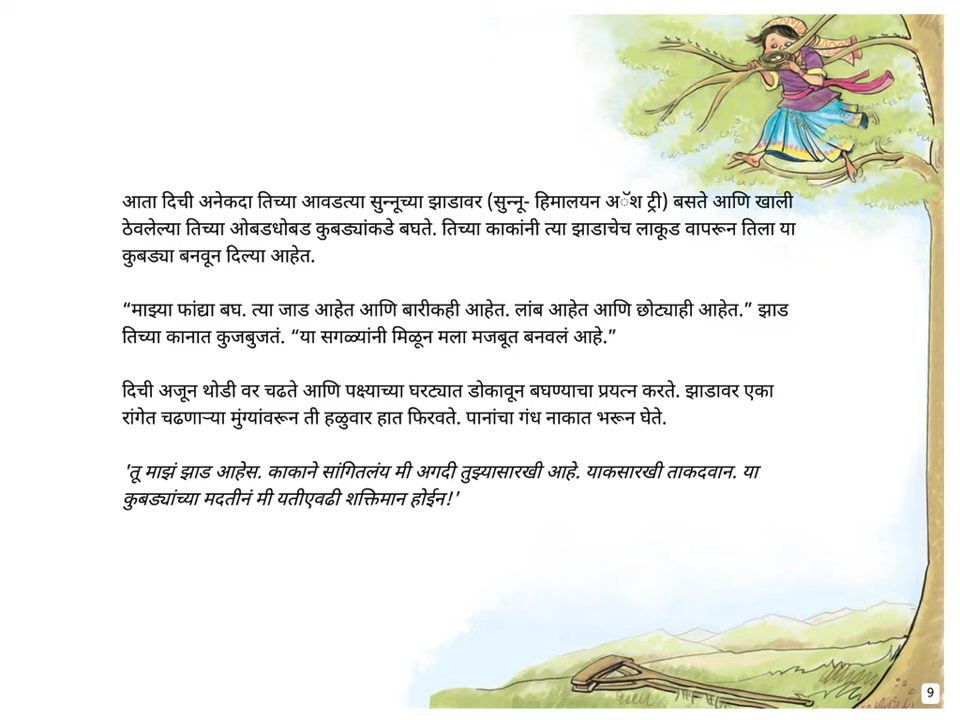 आता दिची अनेकदा तिच्या आवडत्या सुन्नूच्या झाडावर (सुन्नू- हिमालयन अॅश ट्री) बसते आणि खाली
ठेवलेल्या तिच्या ओबडधोबड कुबड्यांकडे बघते. तिच्या काकांनी त्या झाडाचेच लाकूड वापरून तिला या
कुबड्या बनवून दिल्या आहेत.
“माझ्या फांद्या बघ. त्या जाड आहेत आणि बारीकही आहेत. लांब आहेत आणि छोट्याही आहेत.” झाड
तिच्या कानात कुजबुजतं. “या सगळ्यांनी मिळून मला मजबूत बनवलं आहे.”
दिची अजून थोडी वर चढते आणि पक्ष्याच्या घरट्यात डोकावून बघण्याचा प्रयत्न करते. झाडावर एका
रांगेत चढणाऱ्या मुंग्यांवरून ती हळुवार हात फिरवते. पानांचा गंध नाकात भरून घेते.
'तू माझं झाड आहेस. काकाने सांगितलंय मी अगदी तुझ्यासारखी आहे. याकसारखी ताकदवान. या
कुबड्यांच्या मदतीनं मी यतीएवढी शक्तिमान होईन!'
9